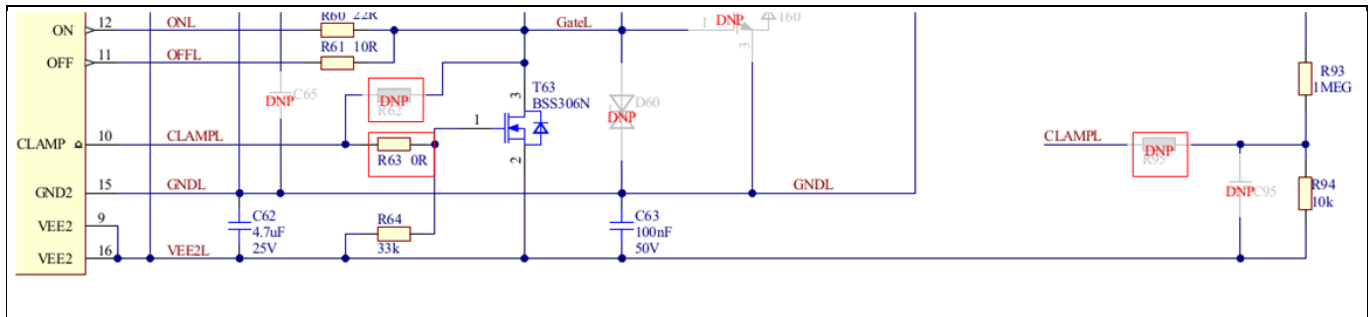 12 ONL R60 22R GateL 1 DNP T60
ON
R61 10R
11 OFFL
OFF
3
R93
1MEG
DNP C65
DNP
R62
3
T63
BSS306N
D60
DNP
1
10 CLAMPL
CLAMP
R63 0R
CLAMPL
DNP
R95
2
15 GNDL GNDL
GND2
DNP C95
R94
10k
9
VEE2
C62
4.7uF
25V
R64
33k
C63
100nF
50V
16 VEE2L
VEE2